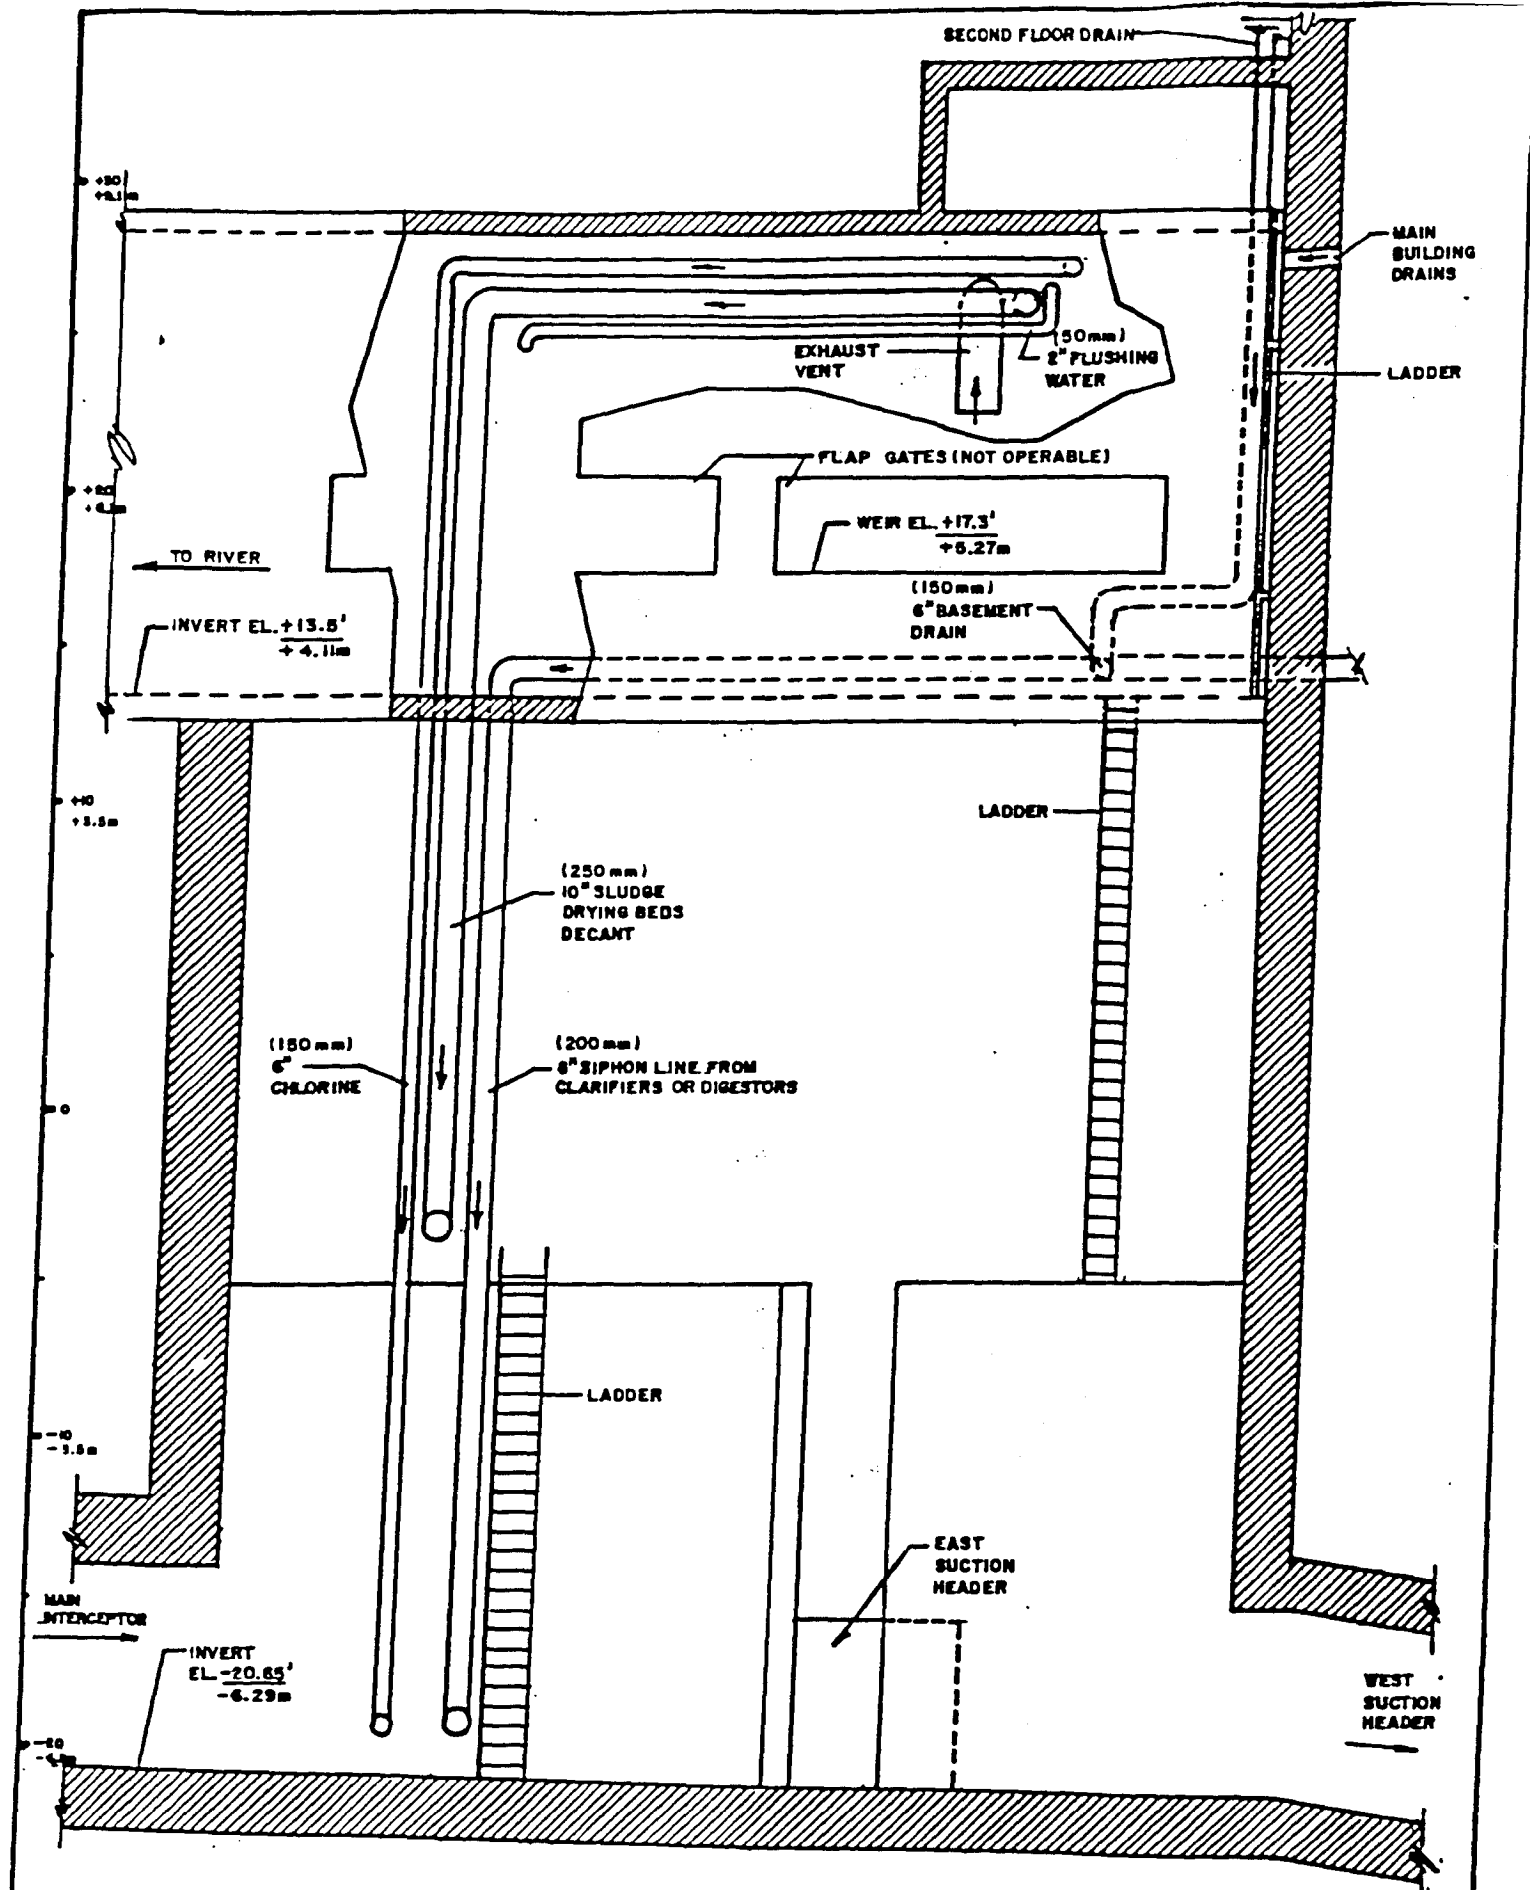 SECOND FLOOR DRAIN
+30
+9.1m
MAIN
BUILDING
DRAINS
(50mm)
2" FLUSHING
WATER
EXHAUST
VENT
LADDER
FLAP GATES (NOT OPERABLE)
+20
WEIR EL. +17.3'
+5.27m
TO RIVER
(150mm)
6" BASEMENT
DRAIN
INVERT EL. +13.5'
+4.11m
+10
LADDER
(250mm)
10" SLUDGE
DRYING BEDS
DECANT
(150mm)
6"
CHLORINE
(200mm)
8" SIPHON LINE FROM
CLARIFIERS OR DIGESTORS
0
LADDER
-10
EAST
SUCTION
HEADER
MAIN
INTERCEPTOR
INVERT
EL. -20.65'
-6.29m
WEST
SUCTION
HEADER
-20